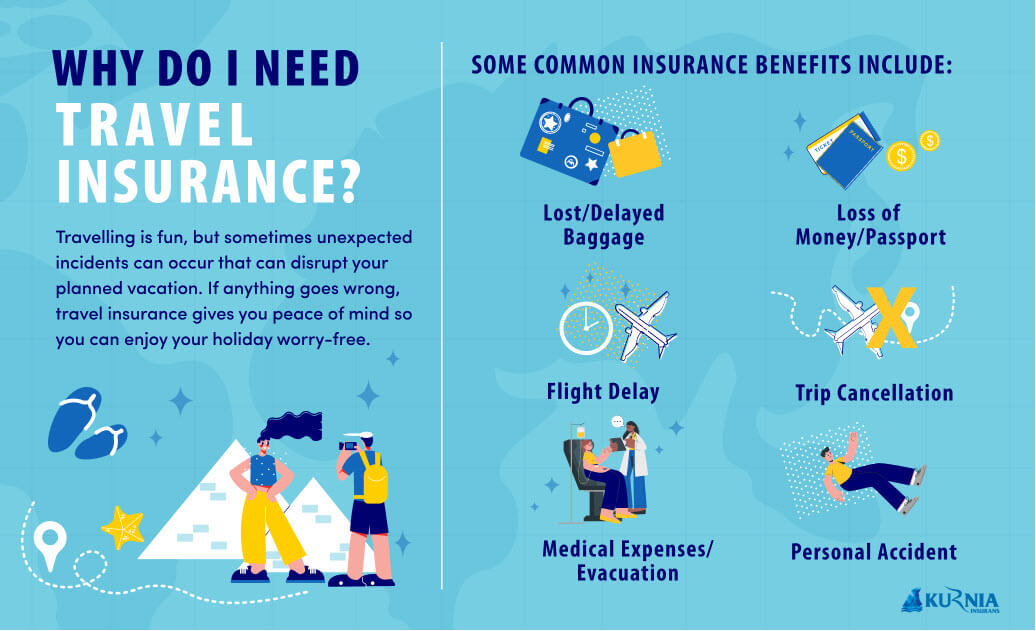 WHY DO I NEED
TRAVEL
INSURANCE?
Travelling is fun, but sometimes unexpected
incidents can occur that can disrupt your
planned vacation. If anything goes wrong,
travel insurance gives you peace of mind so
you can enjoy your holiday worry-free.
SOME COMMON INSURANCE BENEFITS INCLUDE:
TICKET
PASSPORT
$
$
Lost/Delayed
Baggage
Loss of
Money/Passport
X
Flight Delay
Trip Cancellation
Medical Expenses/
Evacuation
Personal Accident
KURNIA
INSURANS